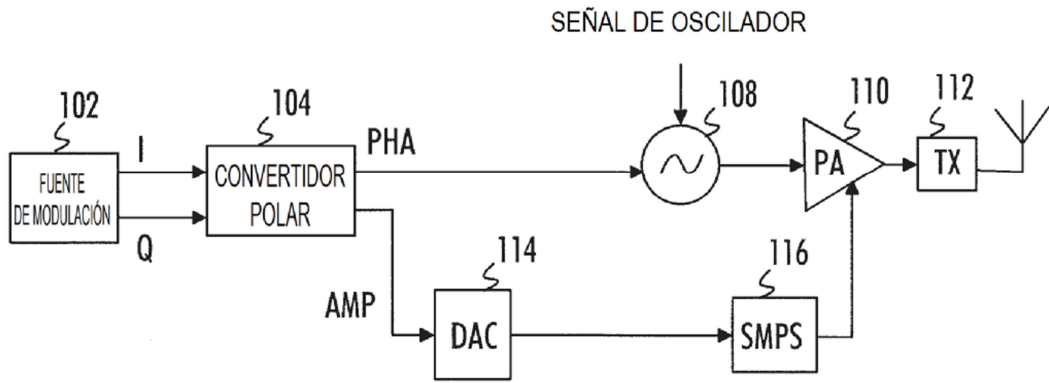 SEÑAL DE OSCILADOR
102
104
108
110
112
I
PHA
FUENTE
DE MODULACIÓN
CONVERTIDOR
POLAR
PA
TX
Q
114
116
AMP
DAC
SMPS